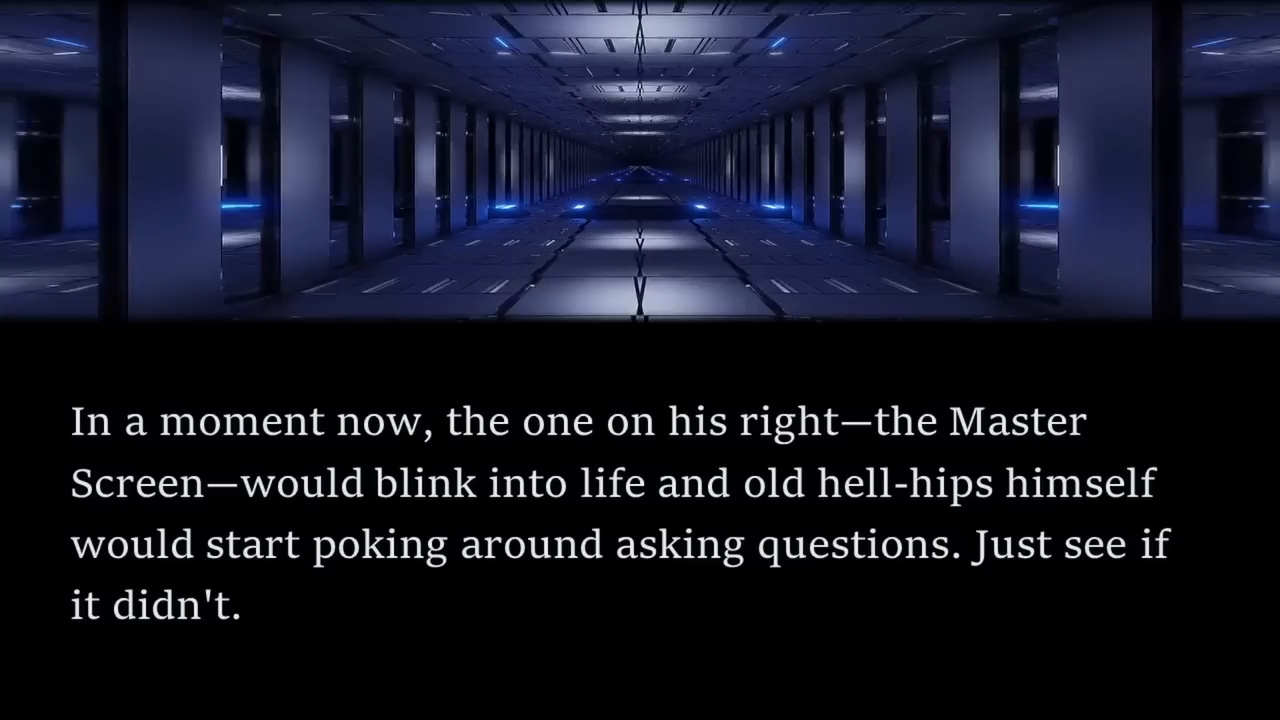 In a moment now, the one on his right—the Master
Screen—would blink into life and old hell-hips himself
would start poking around asking questions. Just see if
it didn't.